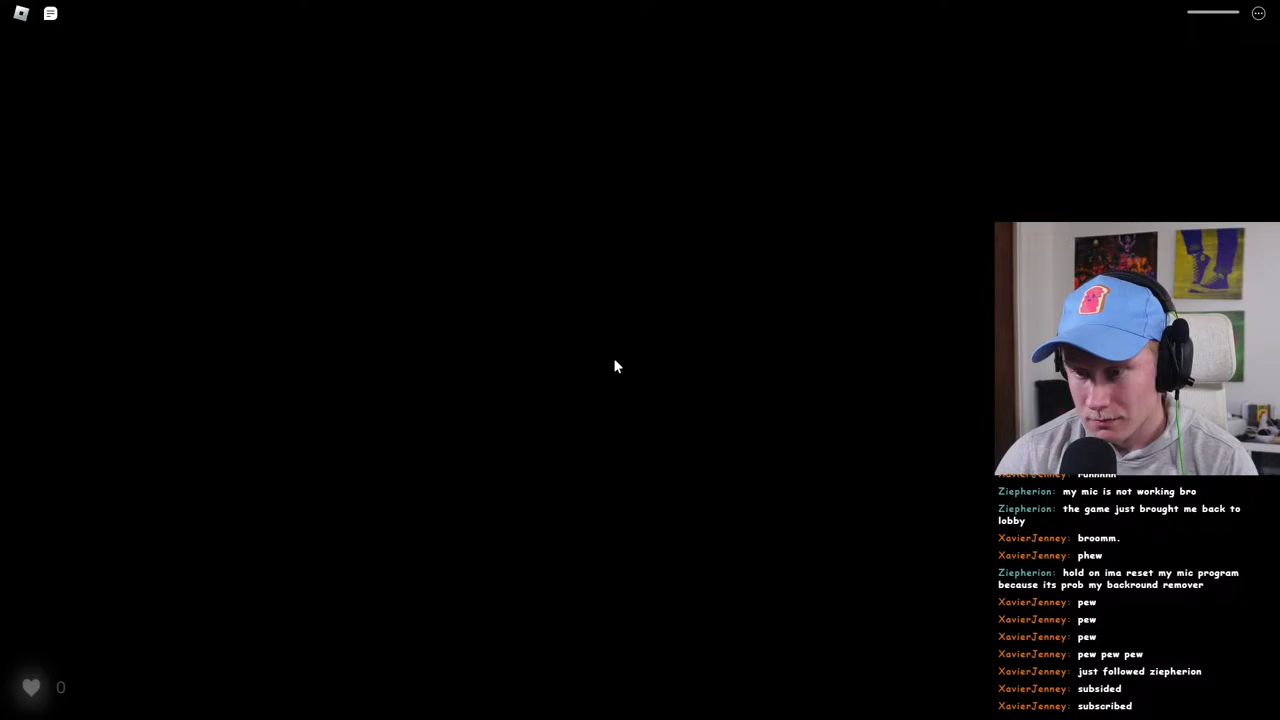 Ziepherion: my mic is not working bro
Ziepherion: the game just brought me back to
lobby
XavierJenney: broomm.
XavierJenney: phew
Ziepherion: hold on ima reset my mic program
because its prob my backround remover
XavierJenney: pew
XavierJenney: pew
XavierJenney: pew
XavierJenney: pew pew pew
XavierJenney: just followed ziepherion
XavierJenney: subsided
XavierJenney: subscribed
0